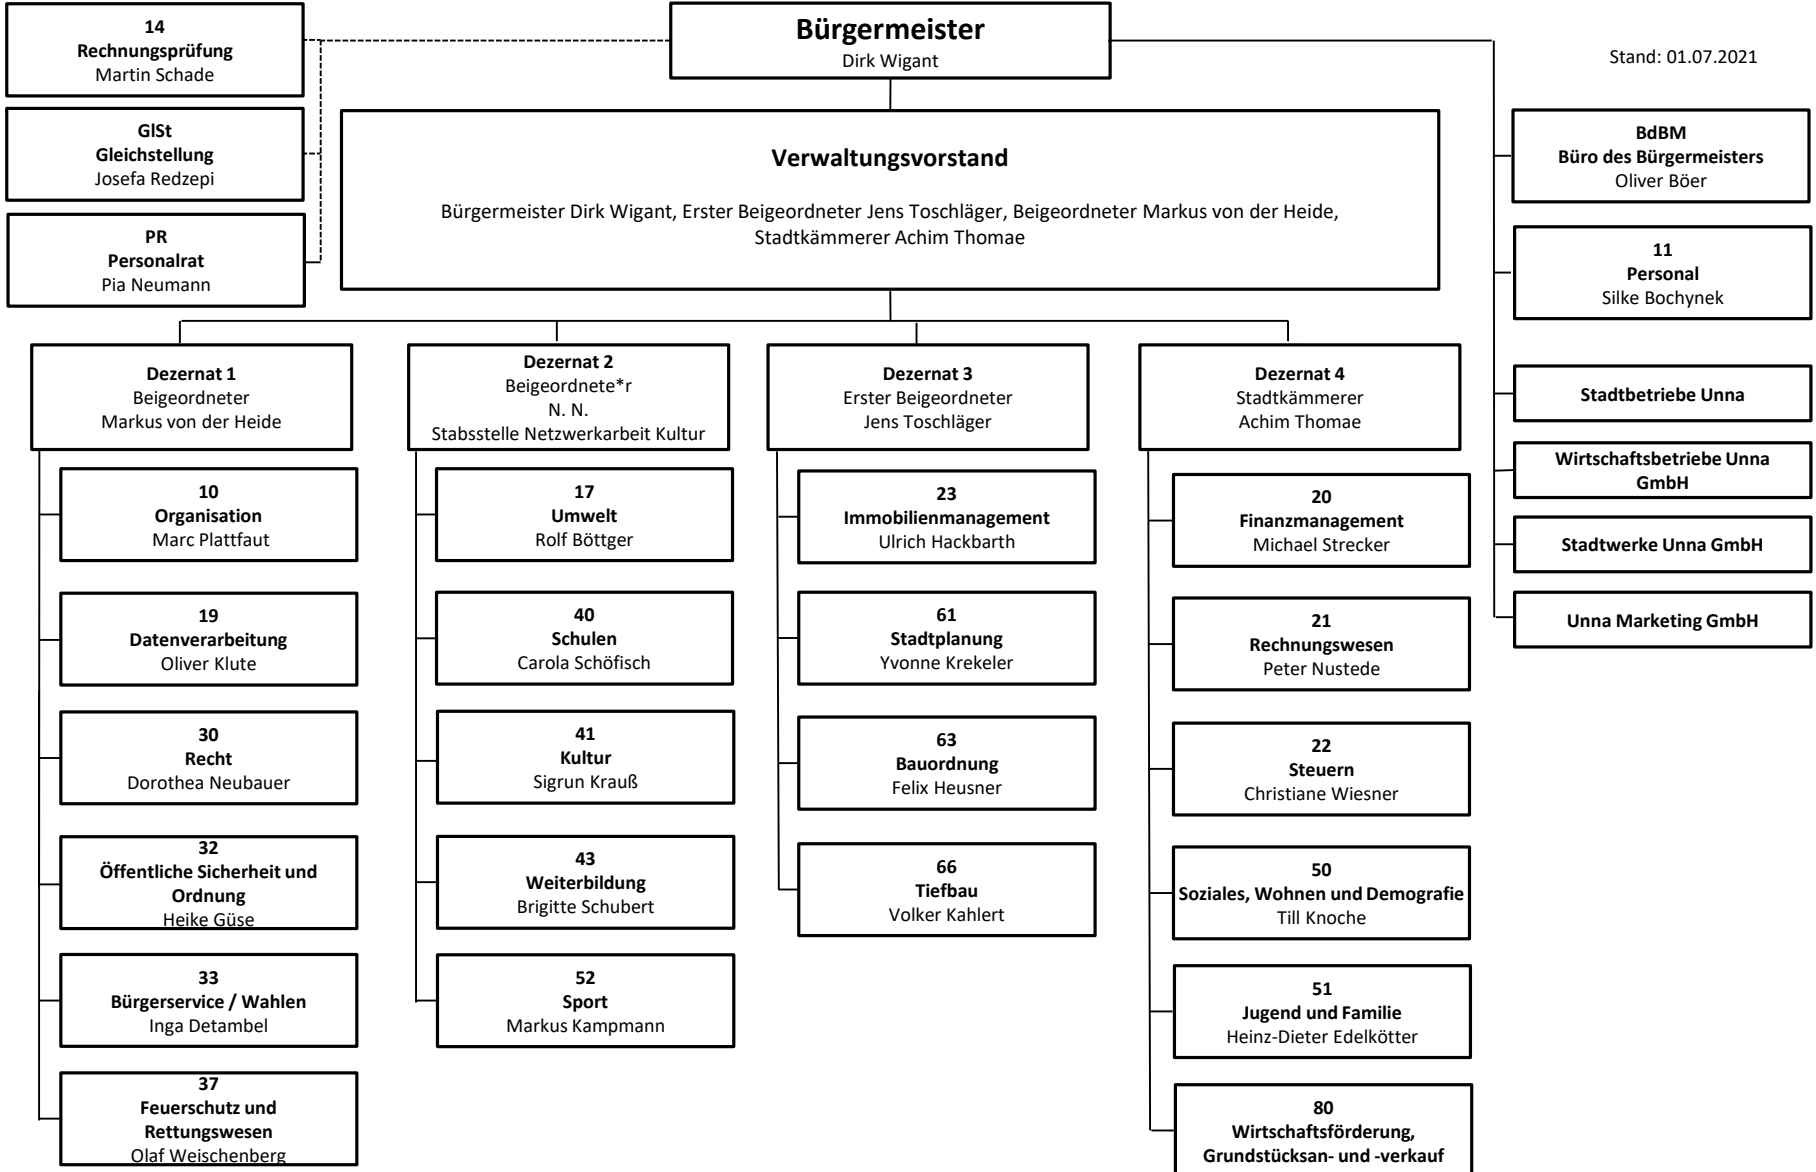 14
Rechnungsprüfung
Martin Schade
GlSt
Gleichstellung
Josefa Redzepi
PR
Personalrat
Pia Neumann
Bürgermeister
Dirk Wigant
Stand: 01.07.2021
Verwaltungsvorstand
Bürgermeister Dirk Wigant, Erster Beigeordneter Jens Toschläger, Beigeordneter Markus von der Heide,
Stadtkämmerer Achim Thomae
BdBM
Büro des Bürgermeisters
Oliver Böer
11
Personal
Silke Bochynek
Stadtbetriebe Unna
Wirtschaftsbetriebe Unna
GmbH
Stadtwerke Unna GmbH
Unna Marketing GmbH
Dezernat 1
Beigeordneter
Markus von der Heide
10
Organisation
Marc Plattfaut
19
Datenverarbeitung
Oliver Klute
30
Recht
Dorothea Neubauer
32
Öffentliche Sicherheit und
Ordnung
Heike Güse
33
Bürgerservice / Wahlen
Inga Detambel
37
Feuerschutz und
Rettungswesen
Olaf Weischenberg
Dezernat 2
Beigeordnete*r
N. N.
Stabsstelle Netzwerkarbeit Kultur
17
Umwelt
Rolf Böttger
40
Schulen
Carola Schöfisch
41
Kultur
Sigrun Krauß
43
Weiterbildung
Brigitte Schubert
52
Sport
Markus Kampmann
Dezernat 3
Erster Beigeordneter
Jens Toschläger
23
Immobilienmanagement
Ulrich Hackbarth
61
Stadtplanung
Yvonne Krekeler
63
Bauordnung
Felix Heusner
66
Tiefbau
Volker Kahlert
Dezernat 4
Stadtkämmerer
Achim Thomae
20
Finanzmanagement
Michael Strecker
21
Rechnungswesen
Peter Nustede
22
Steuern
Christiane Wiesner
50
Soziales, Wohnen und Demografie
Till Knoche
51
Jugend und Familie
Heinz-Dieter Edelkötter
80
Wirtschaftsförderung,
Grundstücksan- und -verkauf